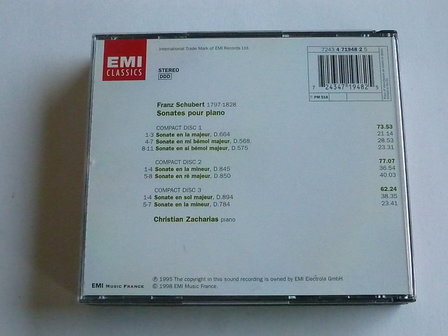 International Trade Mark of EMI Records Ltd.
EMI
CLASSICS
STEREO
DDD
7243 4 71948 2 5
7 24347 19482 5
PM 518
Franz Schubert 1797-1828
Sonates pour piano
COMPACT DISC 1 73.53
1-3 Sonate en la majeur, D.664 21.14
4-7 Sonate en mi bémol majeur, D.568 28.53
8-11 Sonate en si bémol majeur, D.575 23.31
COMPACT DISC 2 77.07
1-4 Sonate en la mineur, D.845 36.54
5-8 Sonate en ré majeur, D.850 40.03
COMPACT DISC 3 62.24
1-4 Sonate en sol majeur, D.894 38.35
5-7 Sonate en la mineur, D.784 23.41
Christian Zacharias piano
EMI MUSIC FRANCE
℗ 1995 The copyright in this sound recording is owned by EMI Electrola GmbH.
© 1998 EMI Music France.